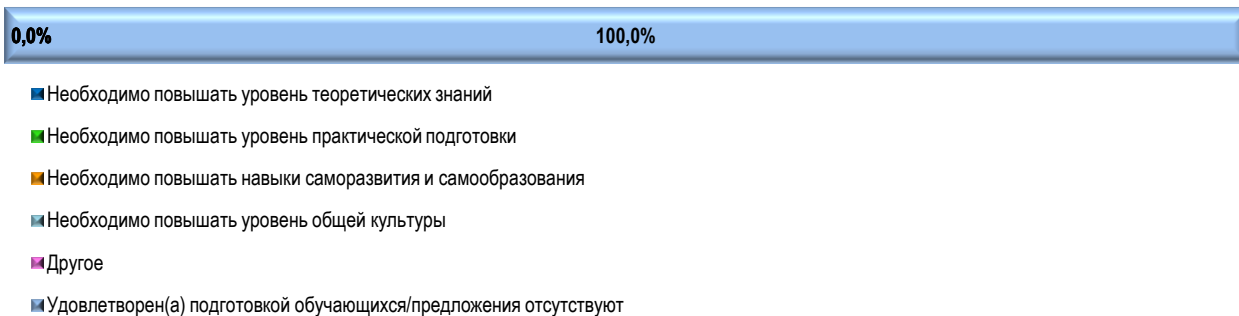 0,0% 100,0%
Необходимо повышать уровень теоретических знаний
Необходимо повышать уровень практической подготовки
Необходимо повышать навыки саморазвития и самообразования
Необходимо повышать уровень общей культуры
Другое
Удовлетворен(а) подготовкой обучающихся/предложения отсутствуют